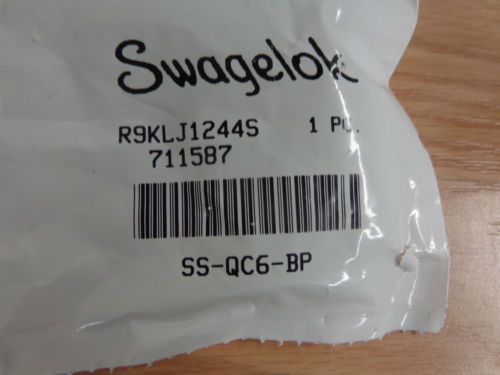 Swagelok
R9KLJ1244S 1 PC.
711587
SS-QC6-BP